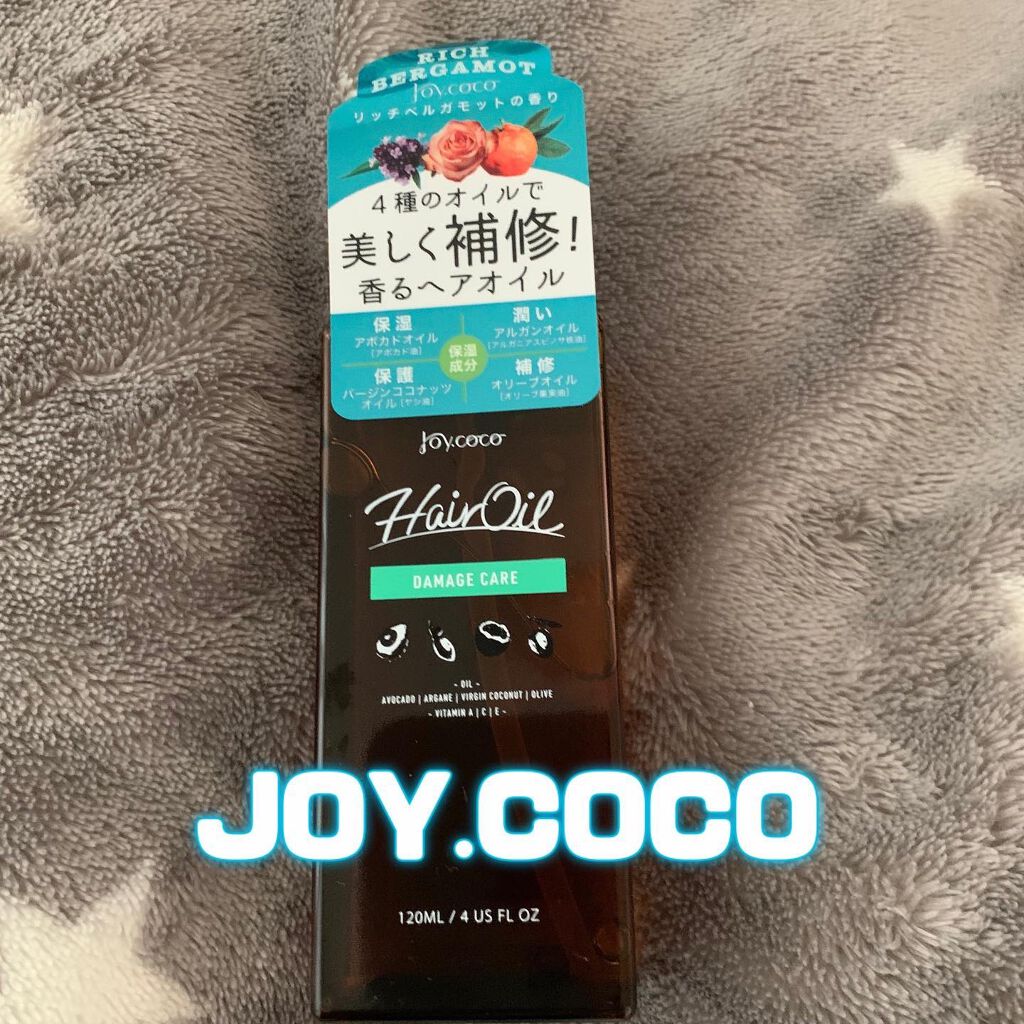 RICH
BERGAMOT
Joy.coco
リッチベルガモットの香り
4種のオイルで
美しく補修!
香るヘアオイル
保湿
アボカドオイル
[アボカド油]
潤い
アルガンオイル
[アルガニアスピノサ核油]
保湿
成分
保護
バージンココナッツ
オイル[ヤシ油]
補修
オリーブオイル
[オリーブ果実油]
Joy.coco
Hair Oil
DAMAGE CARE
- OIL -
AVOCADO | ARGANE | VIRGIN COCONUT | OLIVE
- VITAMIN A | C | E -
JOY.COCO
120ML / 4 US FL OZ